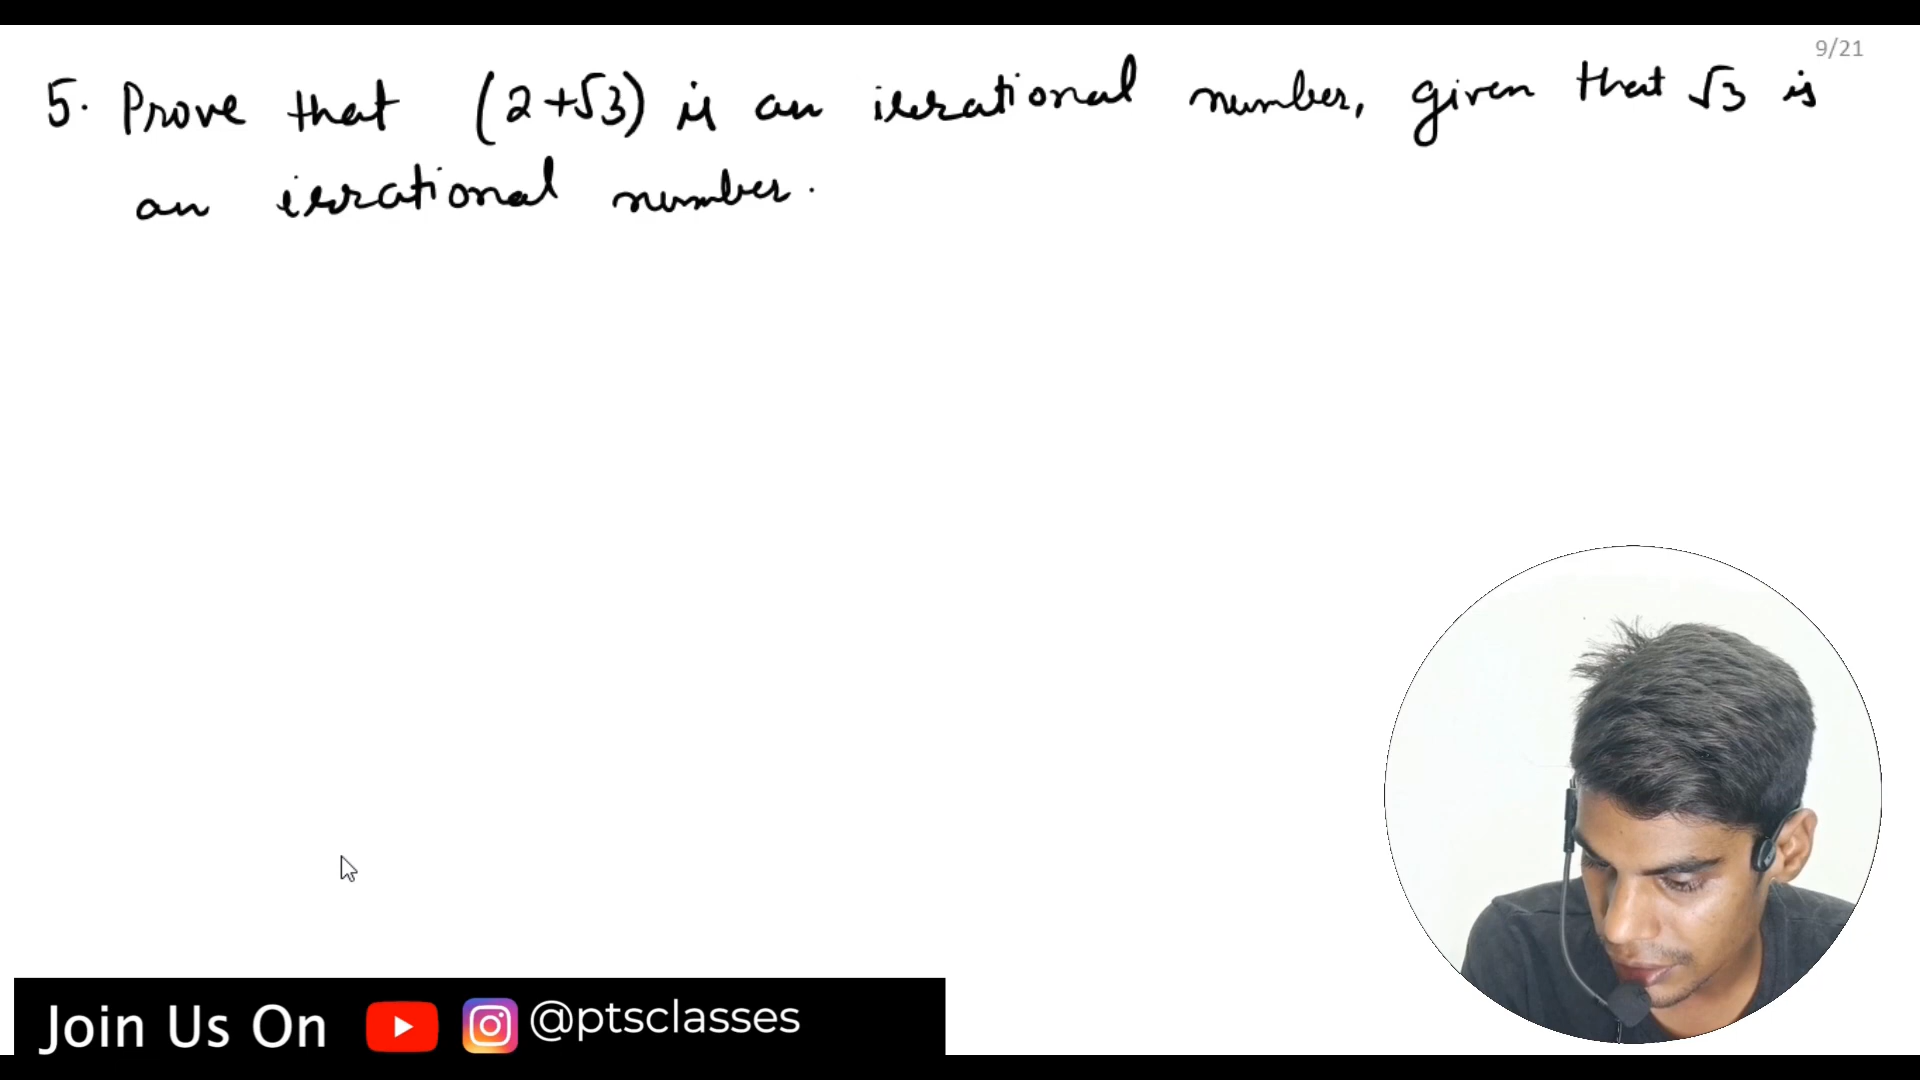 9/21
5. Prove that (2+√3) is an irrational number, given that √3 is
an irrational number.
Join Us On @ptsclasses